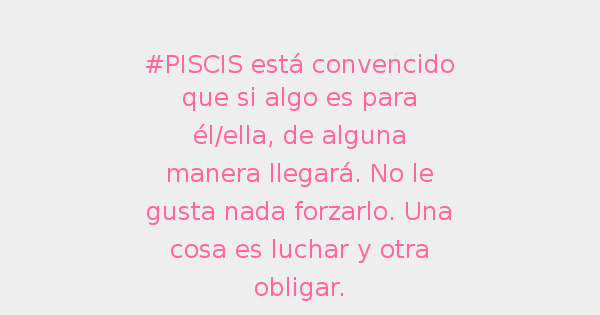 #PISCIS está convencido
que si algo es para
él/ella, de alguna
manera llegará. No le
gusta nada forzarlo. Una
cosa es luchar y otra
obligar.